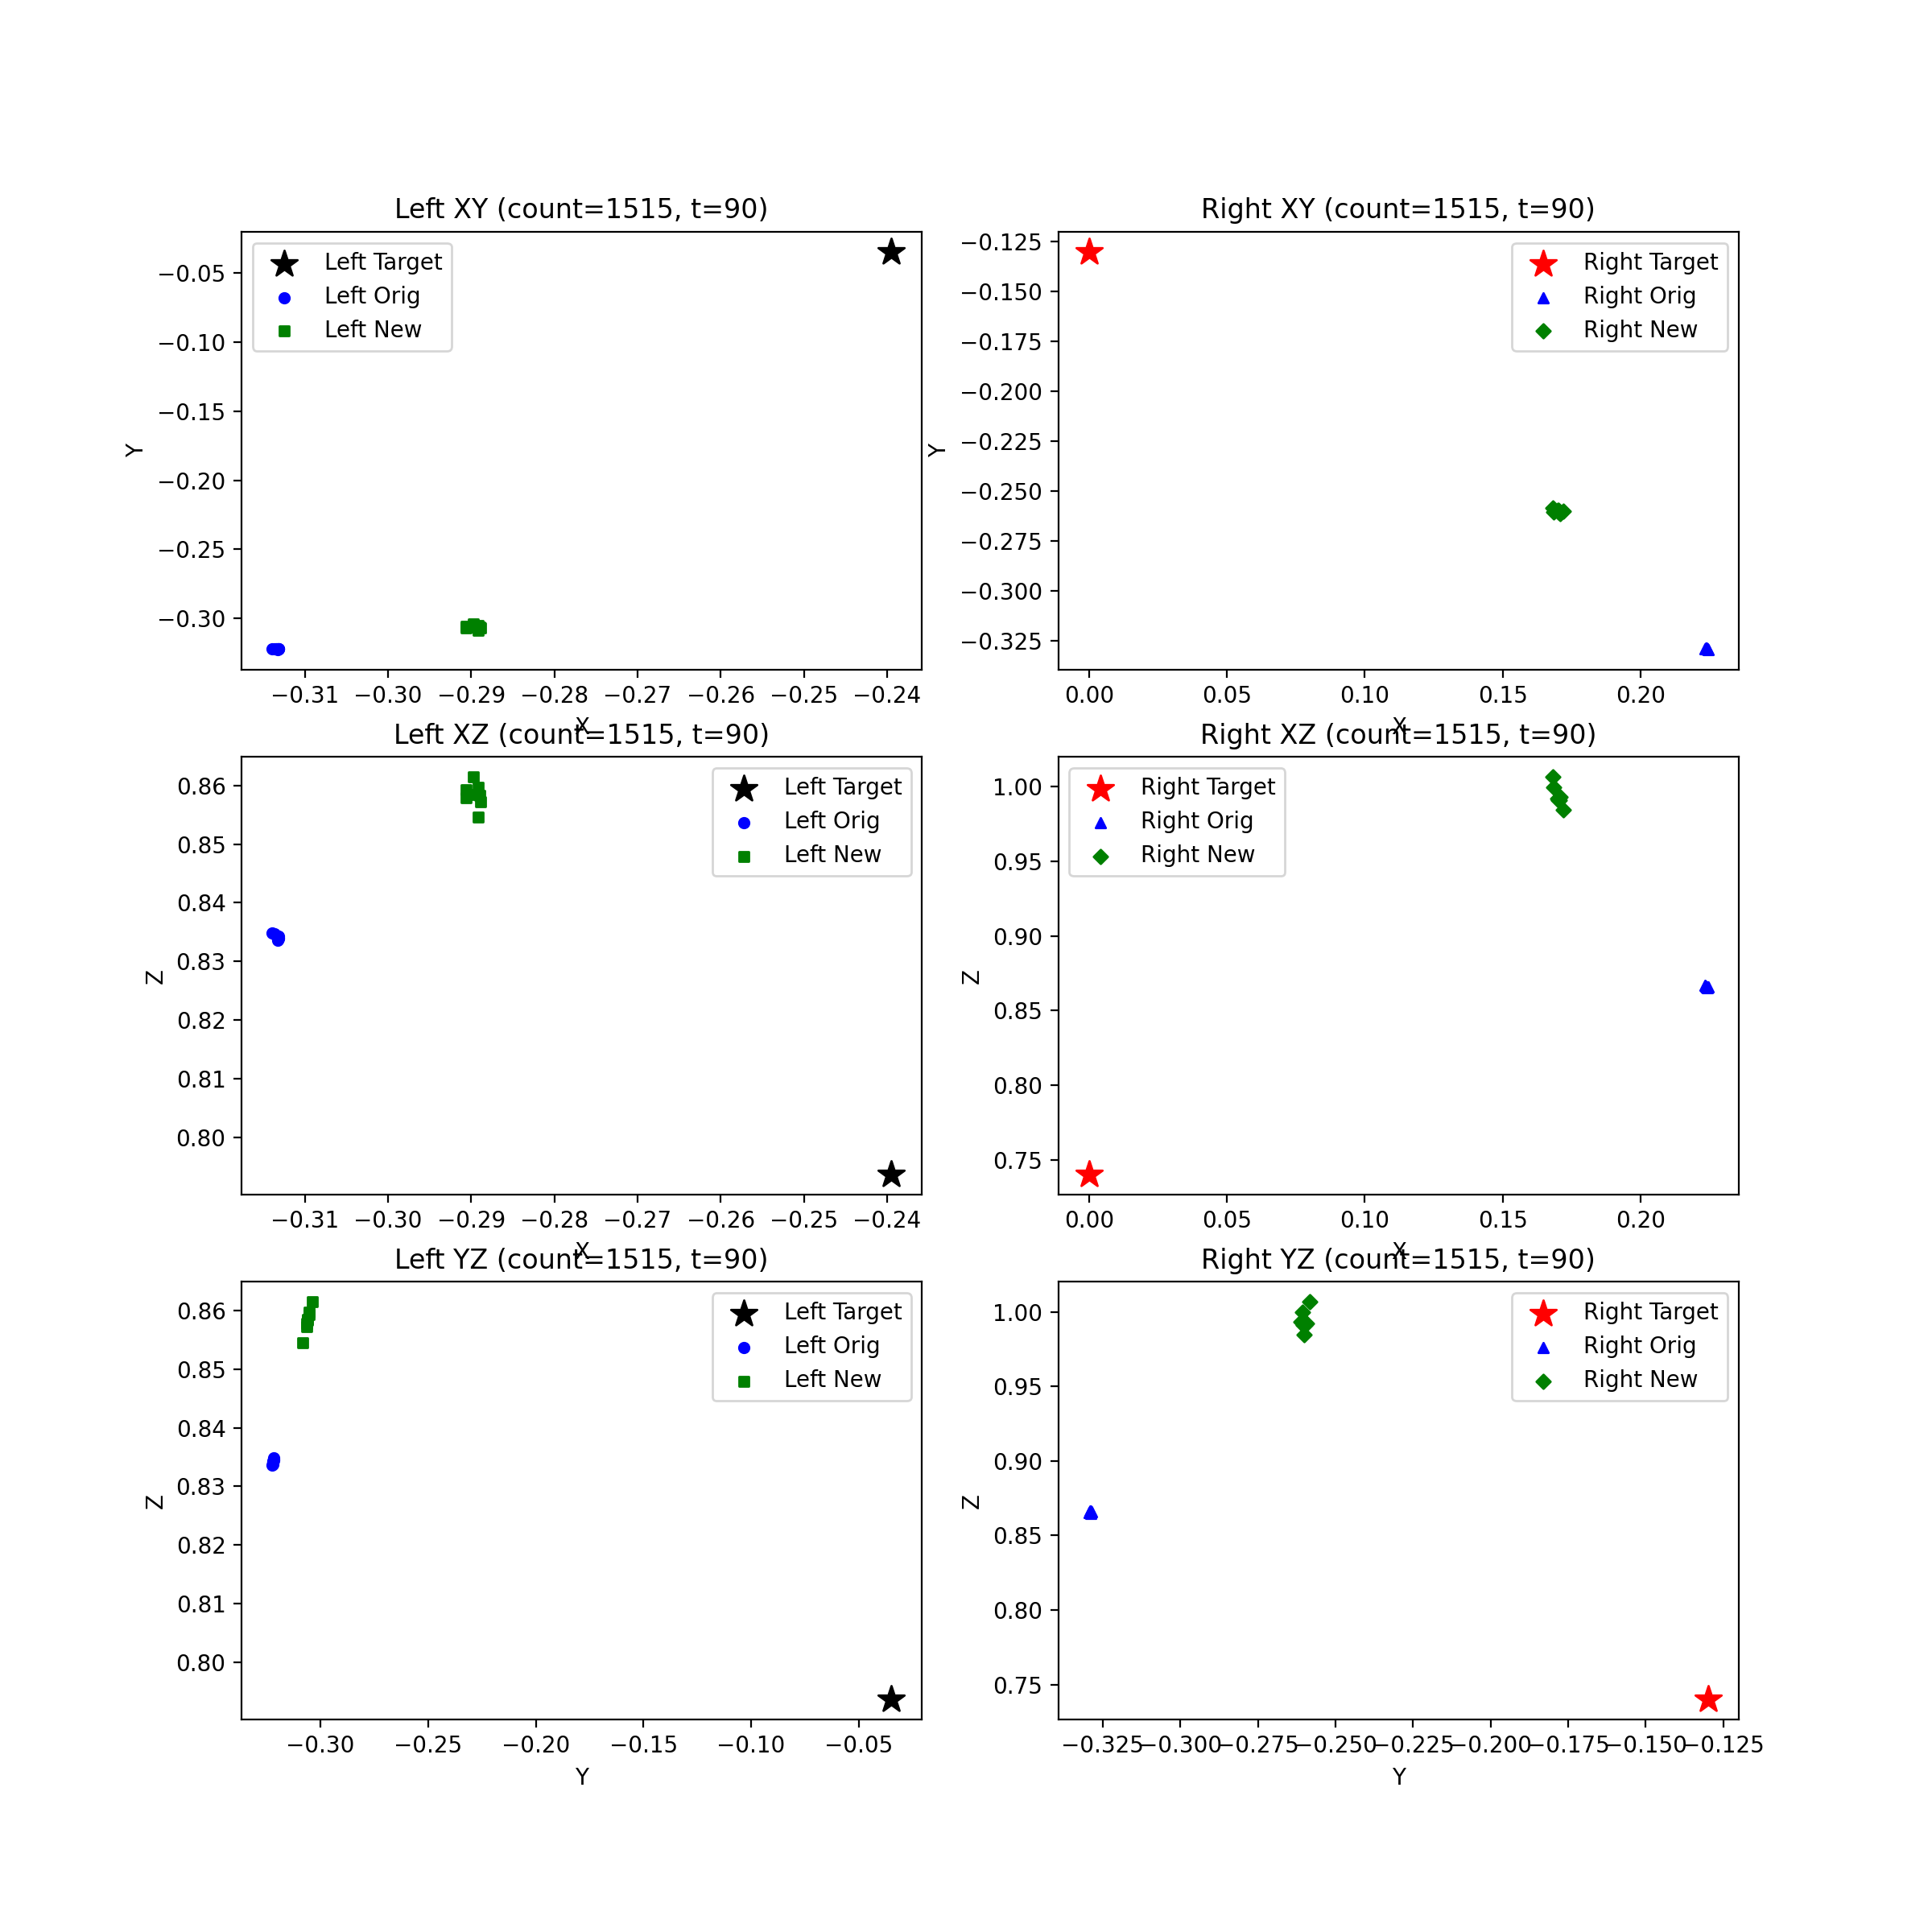 Left XY (count=1515, t=90)
Left Target
Left Orig
Left New
−0.05
−0.10
−0.15
−0.20
−0.25
−0.30
Y
−0.31 −0.30 −0.29 −0.28 −0.27 −0.26 −0.25 −0.24
X
Right XY (count=1515, t=90)
Right Target
Right Orig
Right New
−0.125
−0.150
−0.175
−0.200
−0.225
−0.250
−0.275
−0.300
−0.325
Y
0.00 0.05 0.10 0.15 0.20
X
Left XZ (count=1515, t=90)
Left Target
Left Orig
Left New
0.86
0.85
0.84
0.83
0.82
0.81
0.80
Z
−0.31 −0.30 −0.29 −0.28 −0.27 −0.26 −0.25 −0.24
X
Right XZ (count=1515, t=90)
Right Target
Right Orig
Right New
1.00
0.95
0.90
0.85
0.80
0.75
Z
0.00 0.05 0.10 0.15 0.20
X
Left YZ (count=1515, t=90)
Left Target
Left Orig
Left New
0.86
0.85
0.84
0.83
0.82
0.81
0.80
Z
−0.30 −0.25 −0.20 −0.15 −0.10 −0.05
Y
Right YZ (count=1515, t=90)
Right Target
Right Orig
Right New
1.00
0.95
0.90
0.85
0.80
0.75
Z
−0.325 −0.300 −0.275 −0.250 −0.225 −0.200 −0.175 −0.150 −0.125
Y